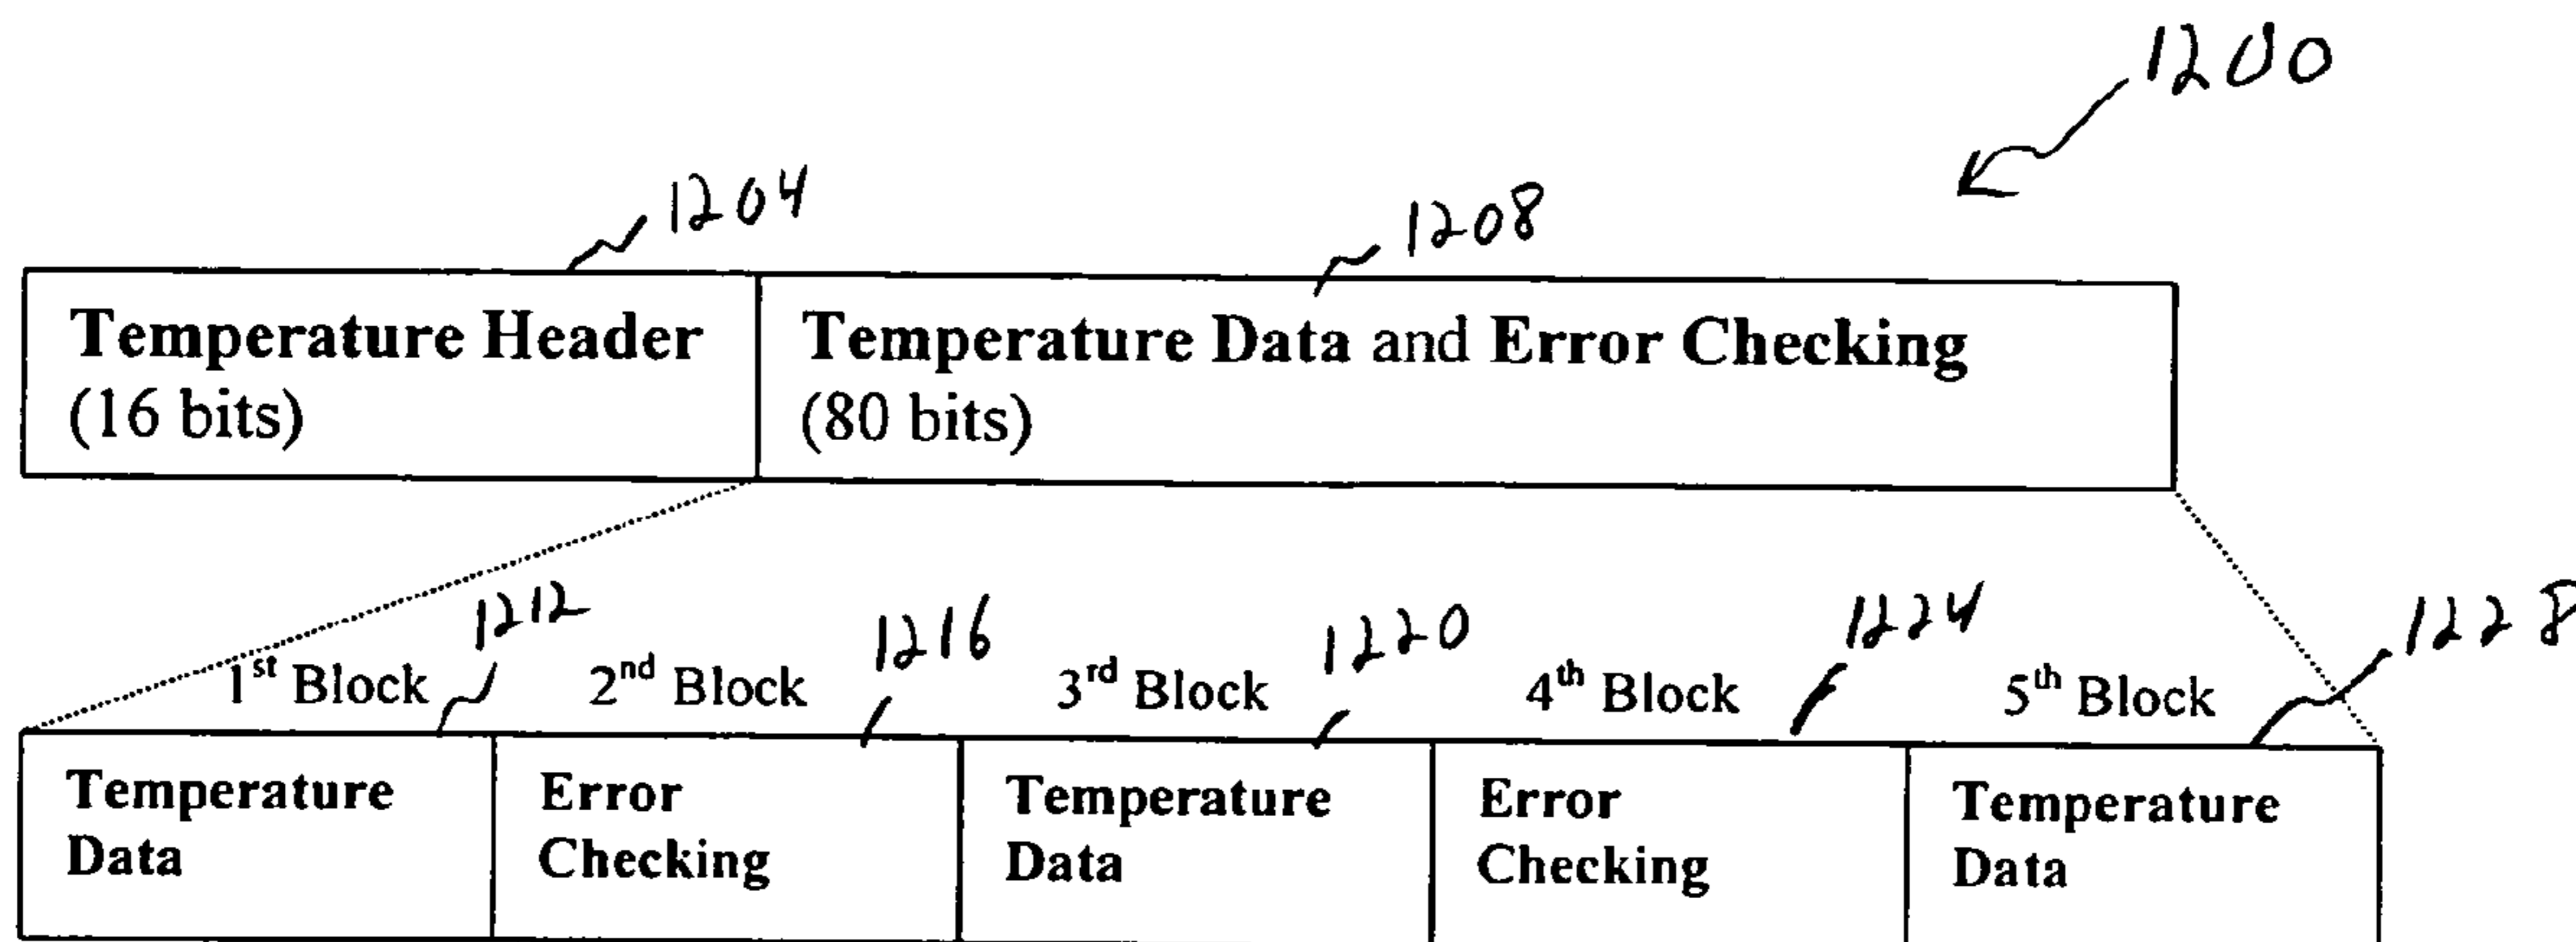 1200
1204
1208
Temperature Header
(16 bits)
Temperature Data and Error Checking
(80 bits)
1212
1216
1220
1224
1228
1st Block
2nd Block
3rd Block
4th Block
5th Block
Temperature
Data
Error
Checking
Temperature
Data
Error
Checking
Temperature
Data